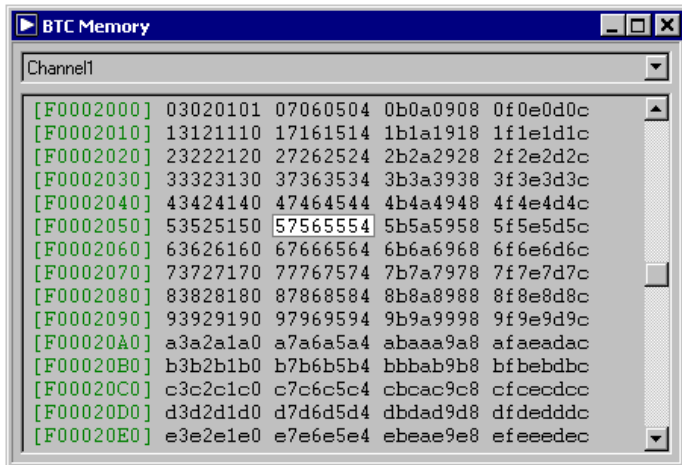 BTC Memory
Channel1
[F0002000] 03020101 07060504 0b0a0908 0f0e0d0c
[F0002010] 13121110 17161514 1b1a1918 1f1e1d1c
[F0002020] 23222120 27262524 2b2a2928 2f2e2d2c
[F0002030] 33323130 37363534 3b3a3938 3f3e3d3c
[F0002040] 43424140 47464544 4b4a4948 4f4e4d4c
[F0002050] 53525150 57565554 5b5a5958 5f5e5d5c
[F0002060] 63626160 67666564 6b6a6968 6f6e6d6c
[F0002070] 73727170 77767574 7b7a7978 7f7e7d7c
[F0002080] 83828180 87868584 8b8a8988 8f8e8d8c
[F0002090] 93929190 97969594 9b9a9998 9f9e9d9c
[F00020A0] a3a2a1a0 a7a6a5a4 abaaa9a8 afaeadac
[F00020B0] b3b2b1b0 b7b6b5b4 bbbab9b8 bfbebdbc
[F00020C0] c3c2c1c0 c7c6c5c4 cbcac9c8 cfcecdcc
[F00020D0] d3d2d1d0 d7d6d5d4 dbdad9d8 dfdedddc
[F00020E0] e3e2e1e0 e7e6e5e4 ebeae9e8 efeeedec